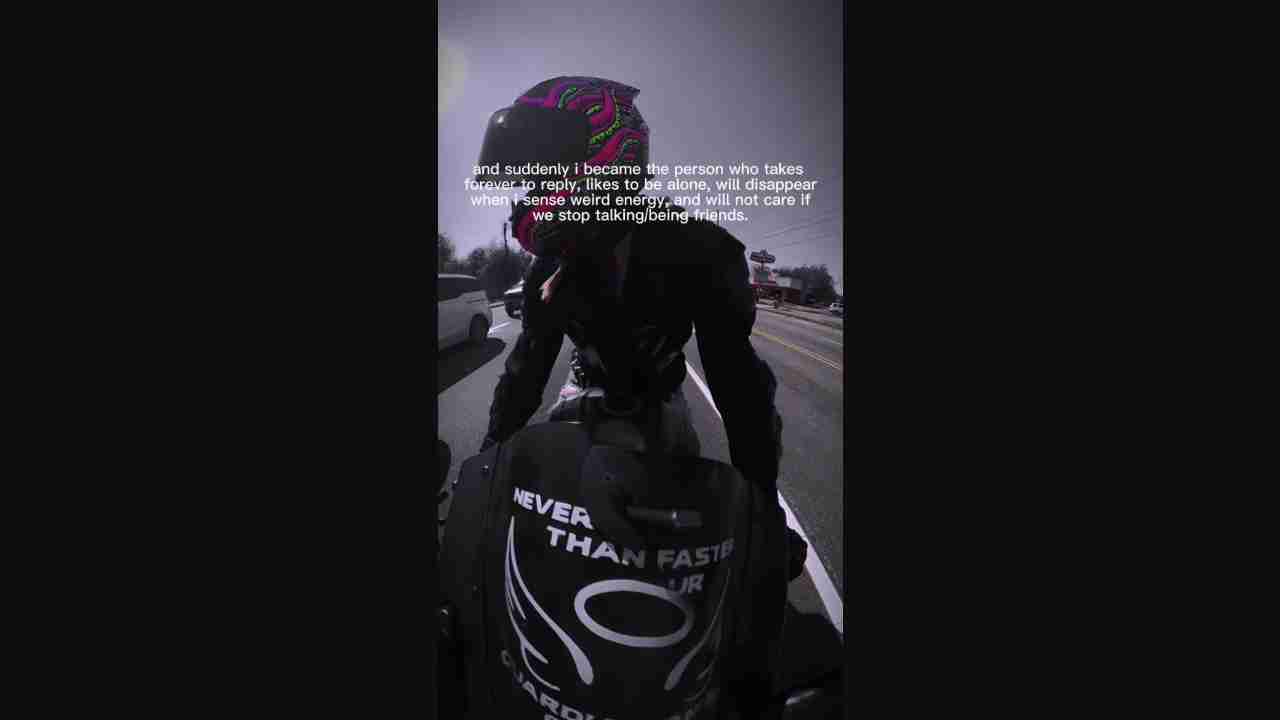 and suddenly i became the person who takes
forever to reply, likes to be alone, will disappear
when i sense weird energy, and will not care if
we stop talking/being friends.
NEVER
THAN FASTER
UR